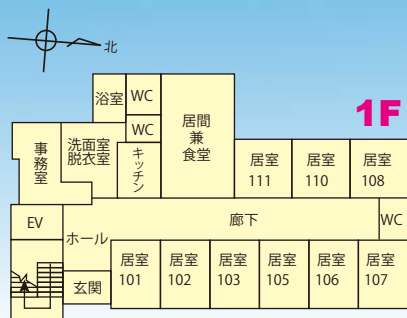 北
1F
浴室
WC
WC
居間
兼
食堂
事務室
洗面室
脱衣室
キッチン
居室
111
居室
110
居室
108
EV
ホール
廊下
WC
玄関
居室
101
居室
102
居室
103
居室
105
居室
106
居室
107